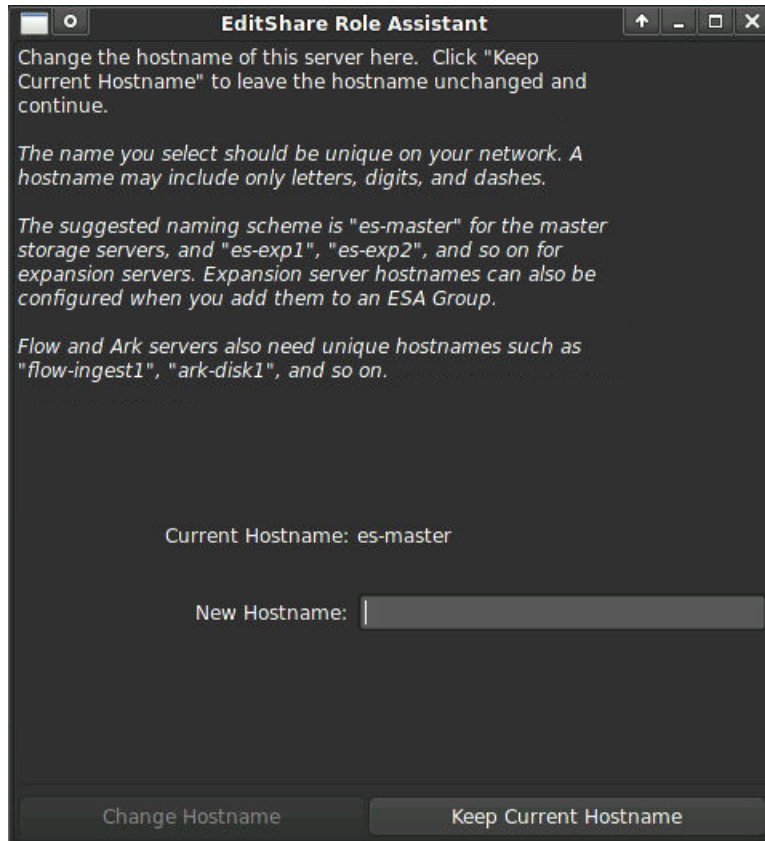 EditShare Role Assistant
Change the hostname of this server here.  Click "Keep
Current Hostname" to leave the hostname unchanged and
continue.
The name you select should be unique on your network. A
hostname may include only letters, digits, and dashes.
The suggested naming scheme is "es-master" for the master
storage servers, and "es-exp1", "es-exp2", and so on for
expansion servers. Expansion server hostnames can also be
configured when you add them to an ESA Group.
Flow and Ark servers also need unique hostnames such as
"flow-ingest1", "ark-disk1", and so on.
Current Hostname: es-master
New Hostname:
Change Hostname Keep Current Hostname